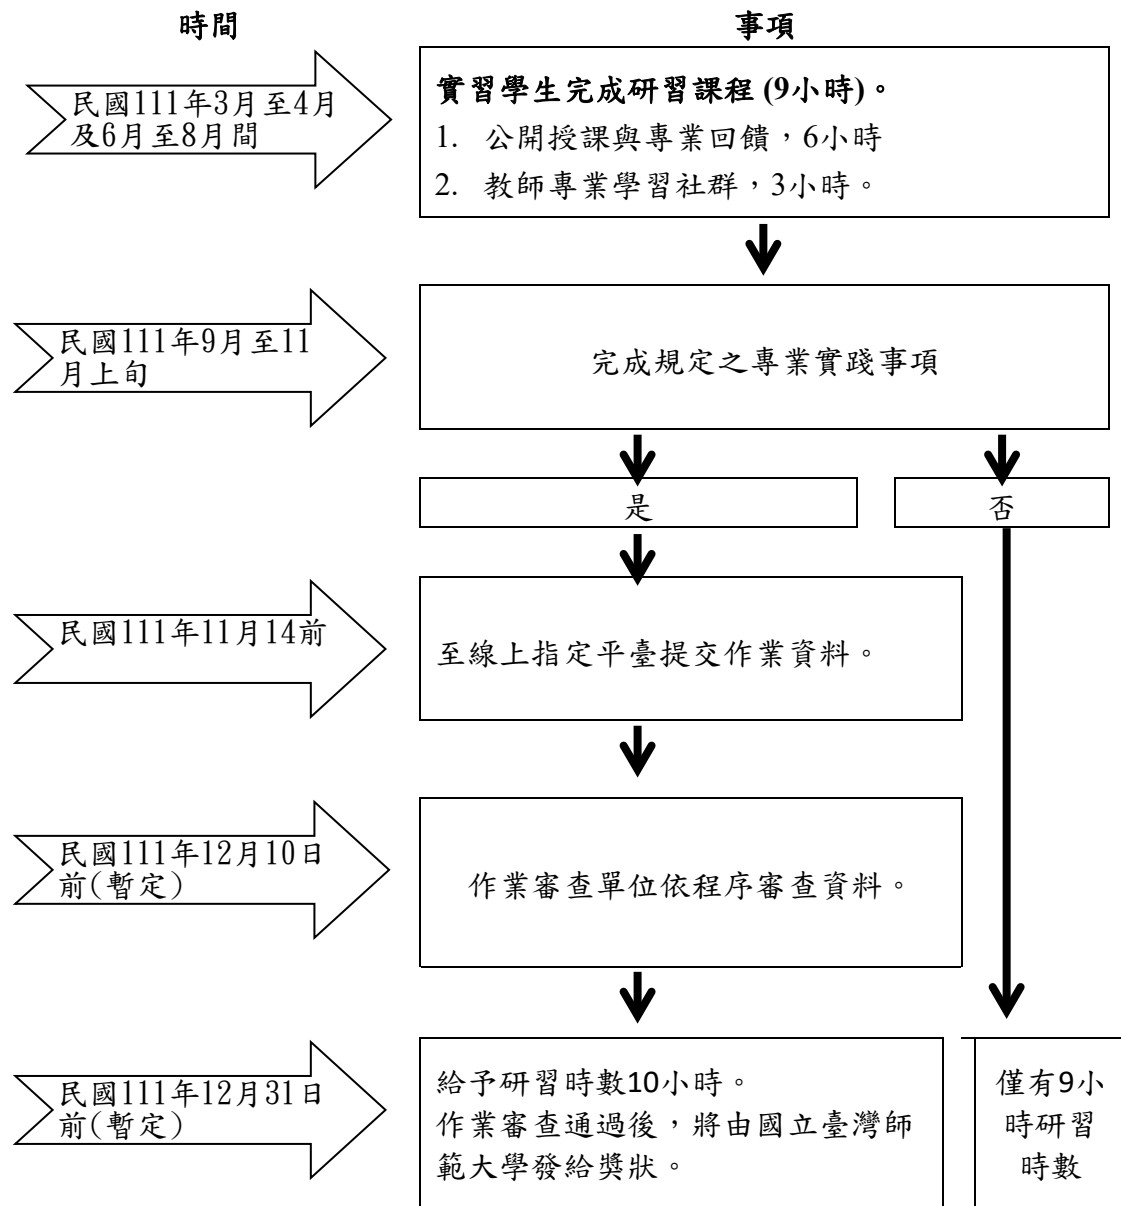 時間
事項
民國111年3月至4月
及6月至8月間
實習學生完成研習課程 (9小時)。
1. 公開授課與專業回饋，6小時
2. 教師專業學習社群，3小時。
民國111年9月至11
月上旬
完成規定之專業實踐事項
是
否
民國111年11月14前
至線上指定平臺提交作業資料。
民國111年12月10日
前(暫定)
作業審查單位依程序審查資料。
民國111年12月31日
前(暫定)
給予研習時數10小時。
作業審查通過後，將由國立臺灣師
範大學發給獎狀。
僅有9小
時研習
時數